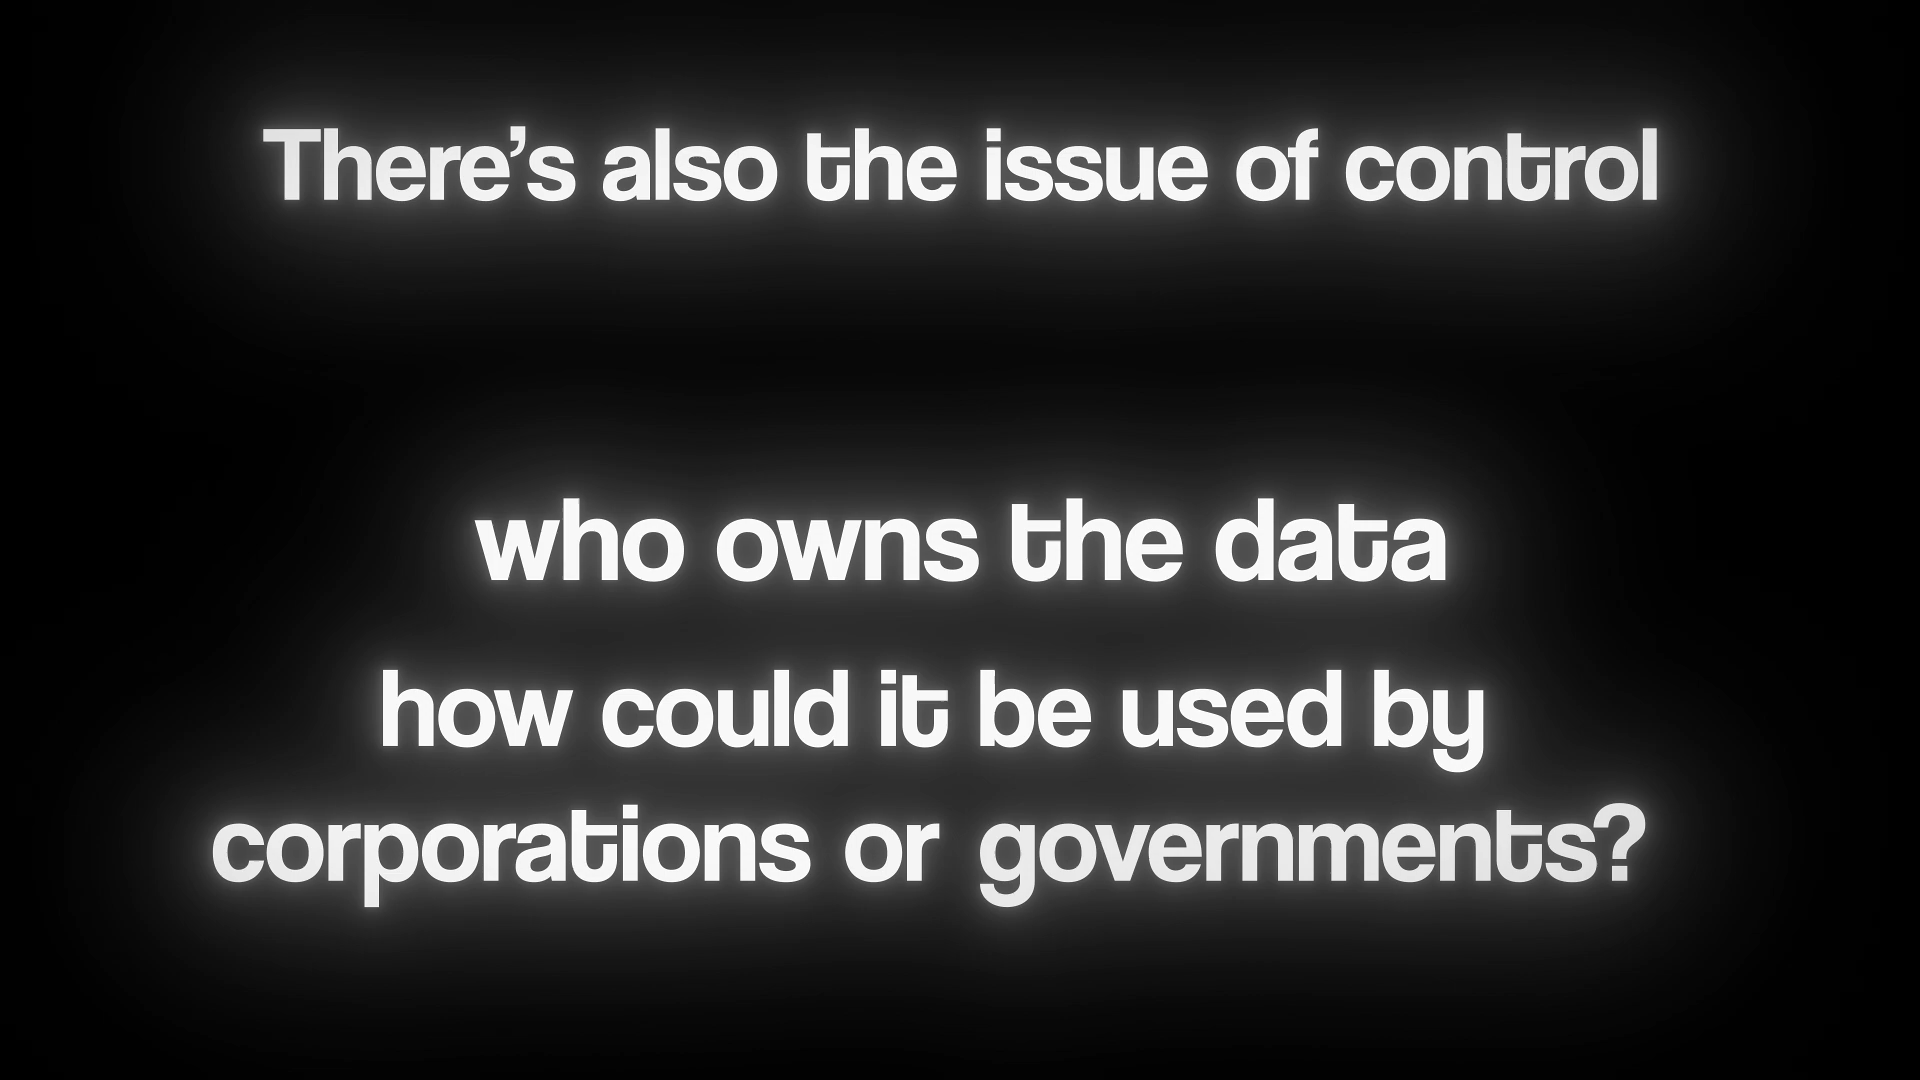 There’s also the issue of control
who owns the data
how could it be used by
corporations or governments?